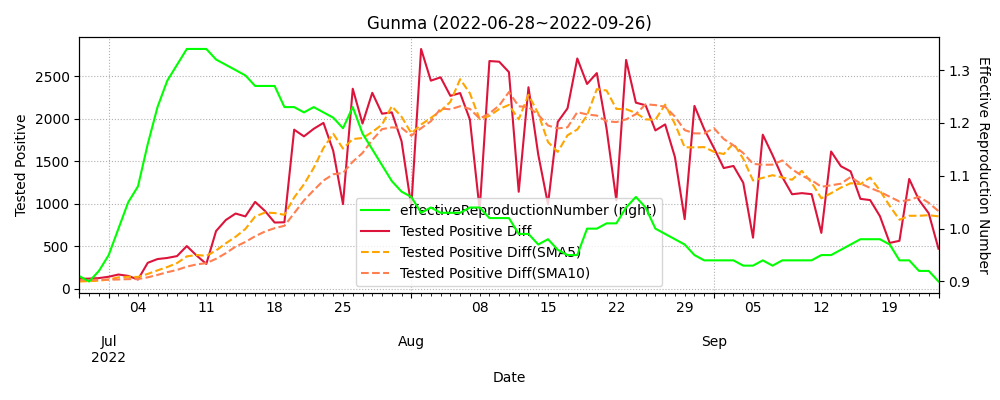 Gunma (2022-06-28~2022-09-26)
Tested Positive
Effective Reproduction Number
2500
2000
1500
1000
500
0
1.3
1.2
1.1
1.0
0.9
effectiveReproductionNumber (right)
Tested Positive Diff
Tested Positive Diff(SMA5)
Tested Positive Diff(SMA10)
04 11 18 25 08 15 22 29 05 12 19
Jul Aug Sep
2022
Date